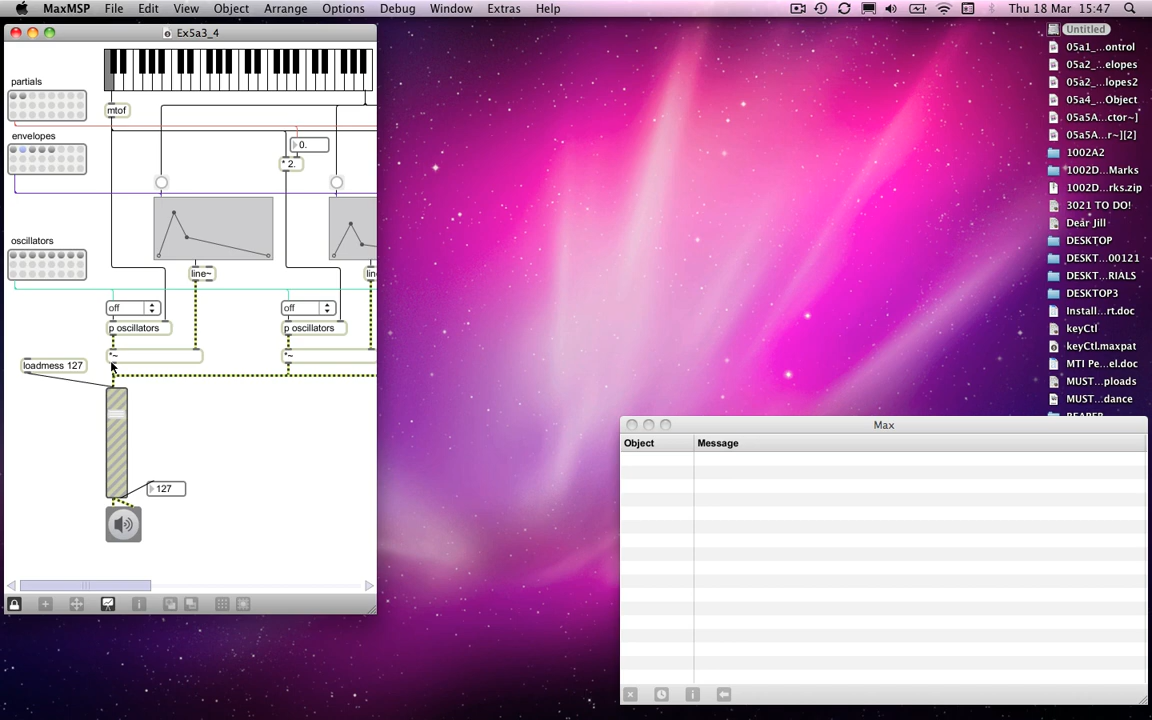 MaxMSP File Edit View Object Arrange Options Debug Window Extras Help Thu 18 Mar 15:47
Ex5a3_4
partials
mtof
envelopes
0.
* 2.
oscillators
line~
off
off
p oscillators
p oscillators
*~
*~
loadmess 127
127
Untitled
05a1_...ontrol
05a2_...elopes
05a2_...lopes2
05a4_...Object
05a5A...ctor~]
05a5A...r~][2]
1002A2
1002D...Marks
1002D...rks.zip
3021 TO DO!
Dear Jill
DESKTOP
DESKT...00121
DESKT...RIALS
DESKTOP3
Install...rt.doc
keyCtl
keyCtl.maxpat
MTI Pe...el.doc
MUST...ploads
MUST...dance
Max
Object Message